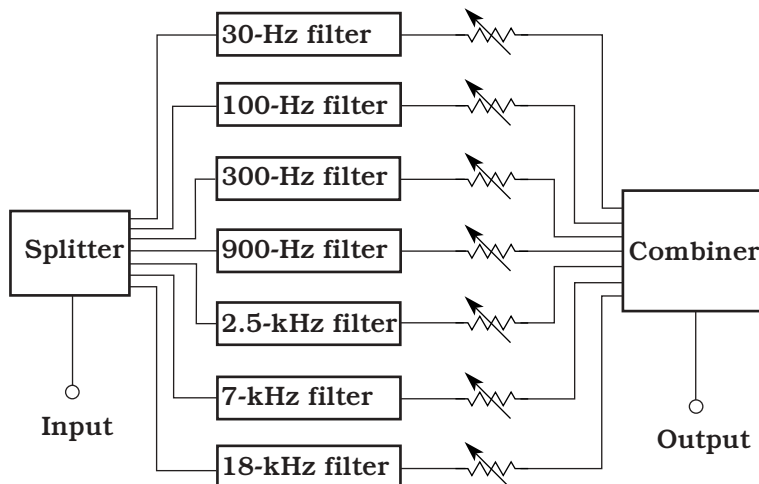 30-Hz filter
100-Hz filter
300-Hz filter
Splitter
900-Hz filter
Combiner
2.5-kHz filter
7-kHz filter
Input
Output
18-kHz filter